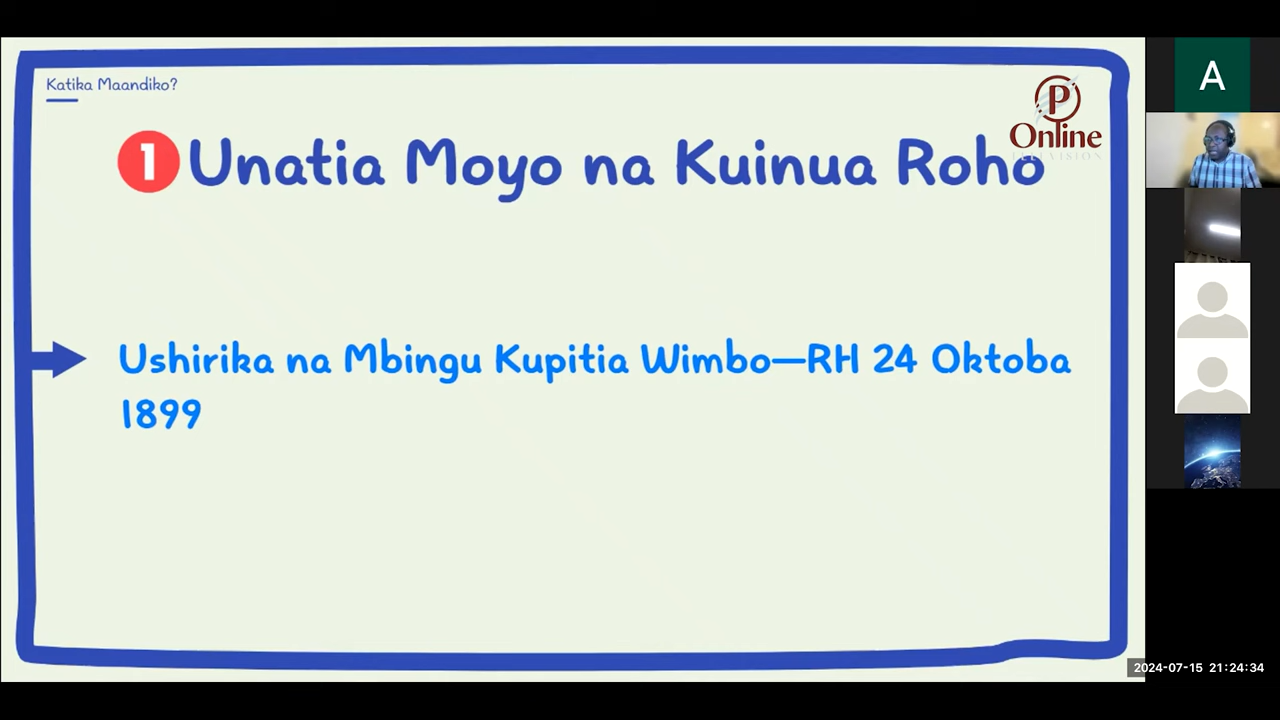 Katika Maandiko?
1 Unatia Moyo na Kuinua Roho
P
Online
TELEVISION
Ushirika na Mbingu Kupitia Wimbo—RH 24 Oktoba
1899
A
2024-07-15 21:24:34